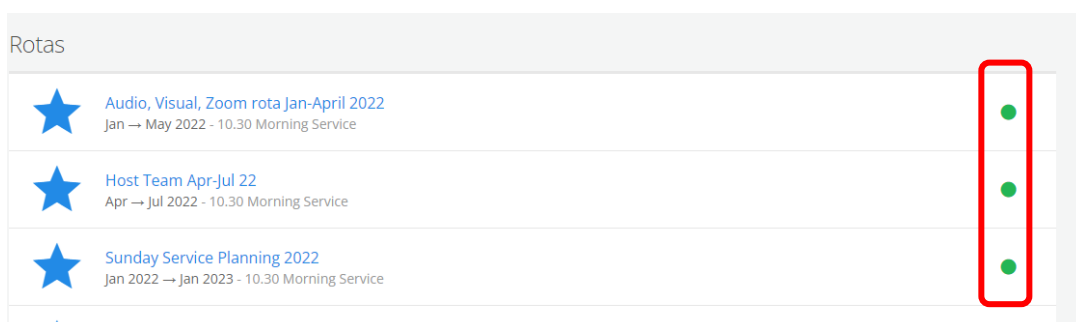 Rotas
Audio, Visual, Zoom rota Jan-April 2022
Jan → May 2022 - 10.30 Morning Service
Host Team Apr-Jul 22
Apr → Jul 2022 - 10.30 Morning Service
Sunday Service Planning 2022
Jan 2022 → Jan 2023 - 10.30 Morning Service